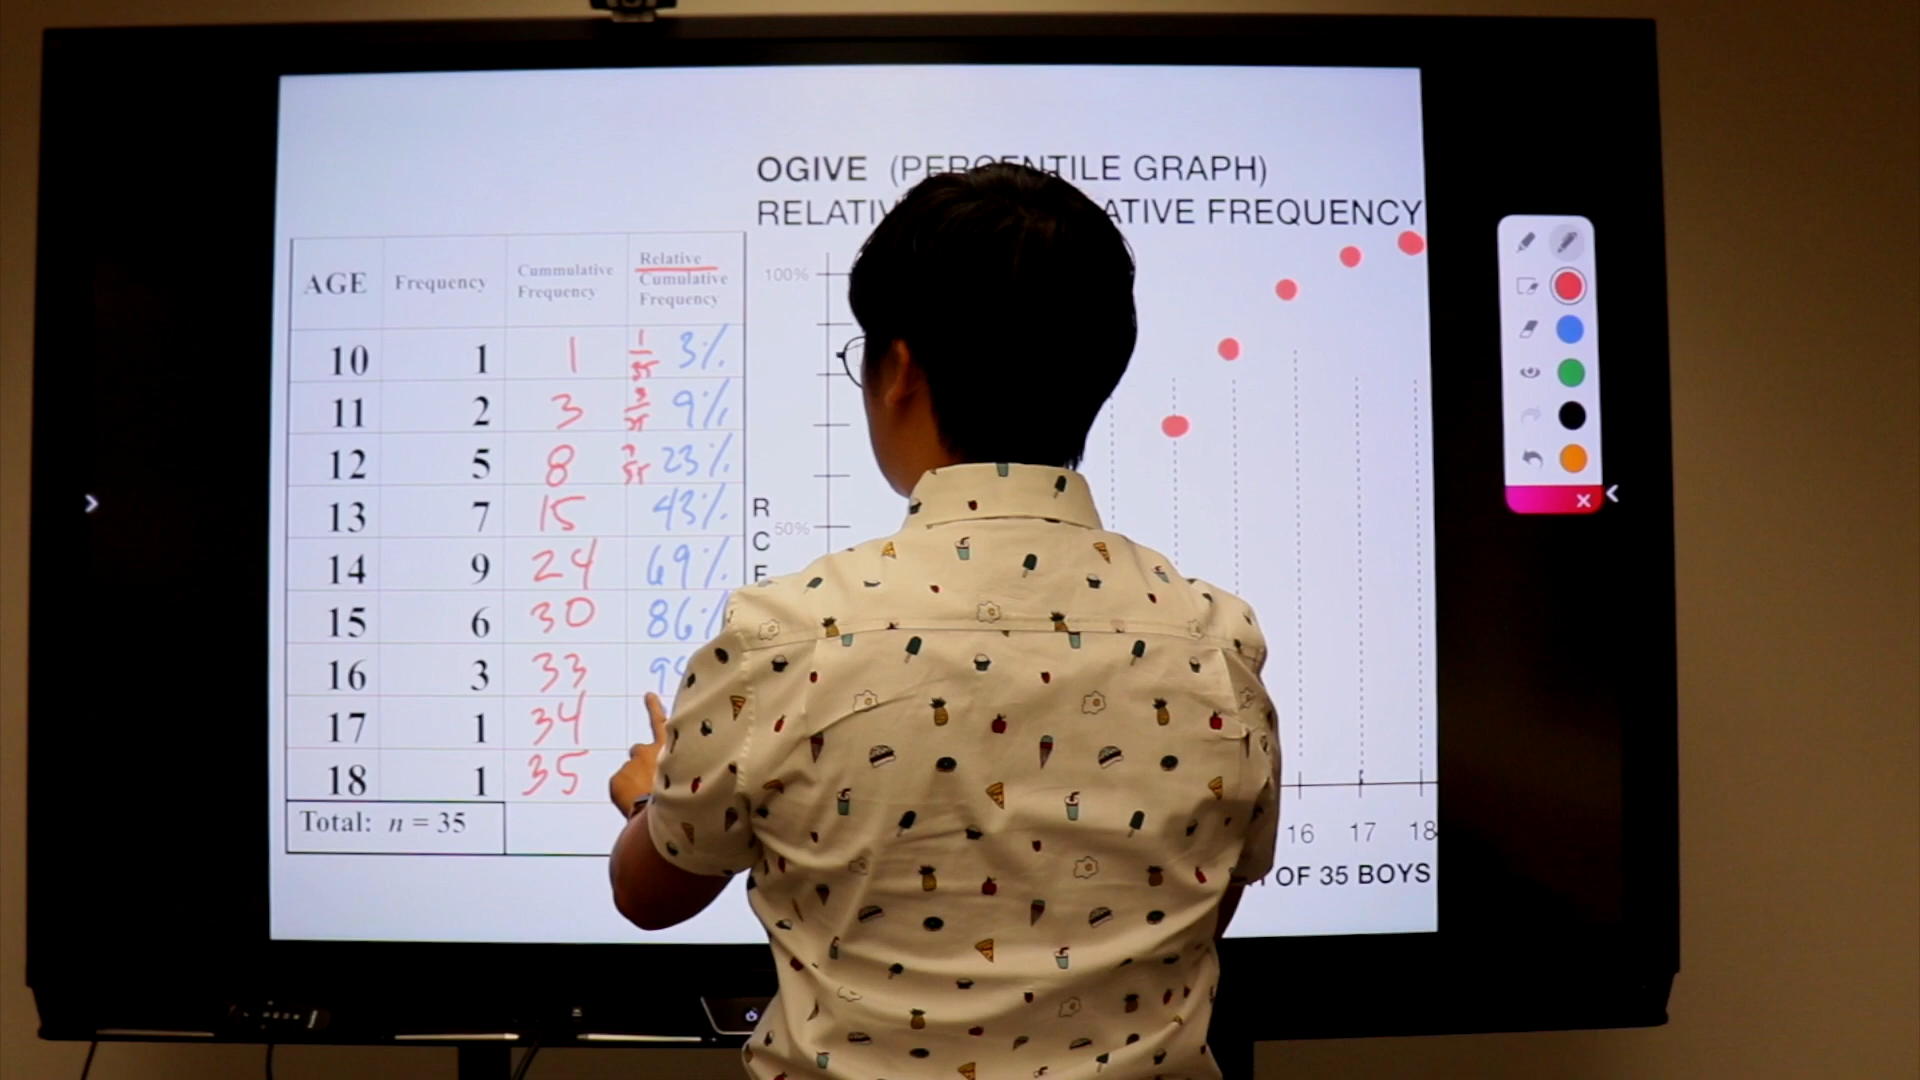 OGIVE (PERCENTILE GRAPH)
RELATIV ATIVE FREQUENCY
AGE Frequency Cummulative Frequency Relative Cumulative Frequency
10 1 1 1/35 3%
11 2 3 3/35 9%
12 5 8 35 23%
13 7 15 43%
14 9 24 69%
15 6 30 86%
16 3 33
17 1 34
18 1 35
Total: n = 35
100%
50%
R
C
E
16 17 18
OF 35 BOYS